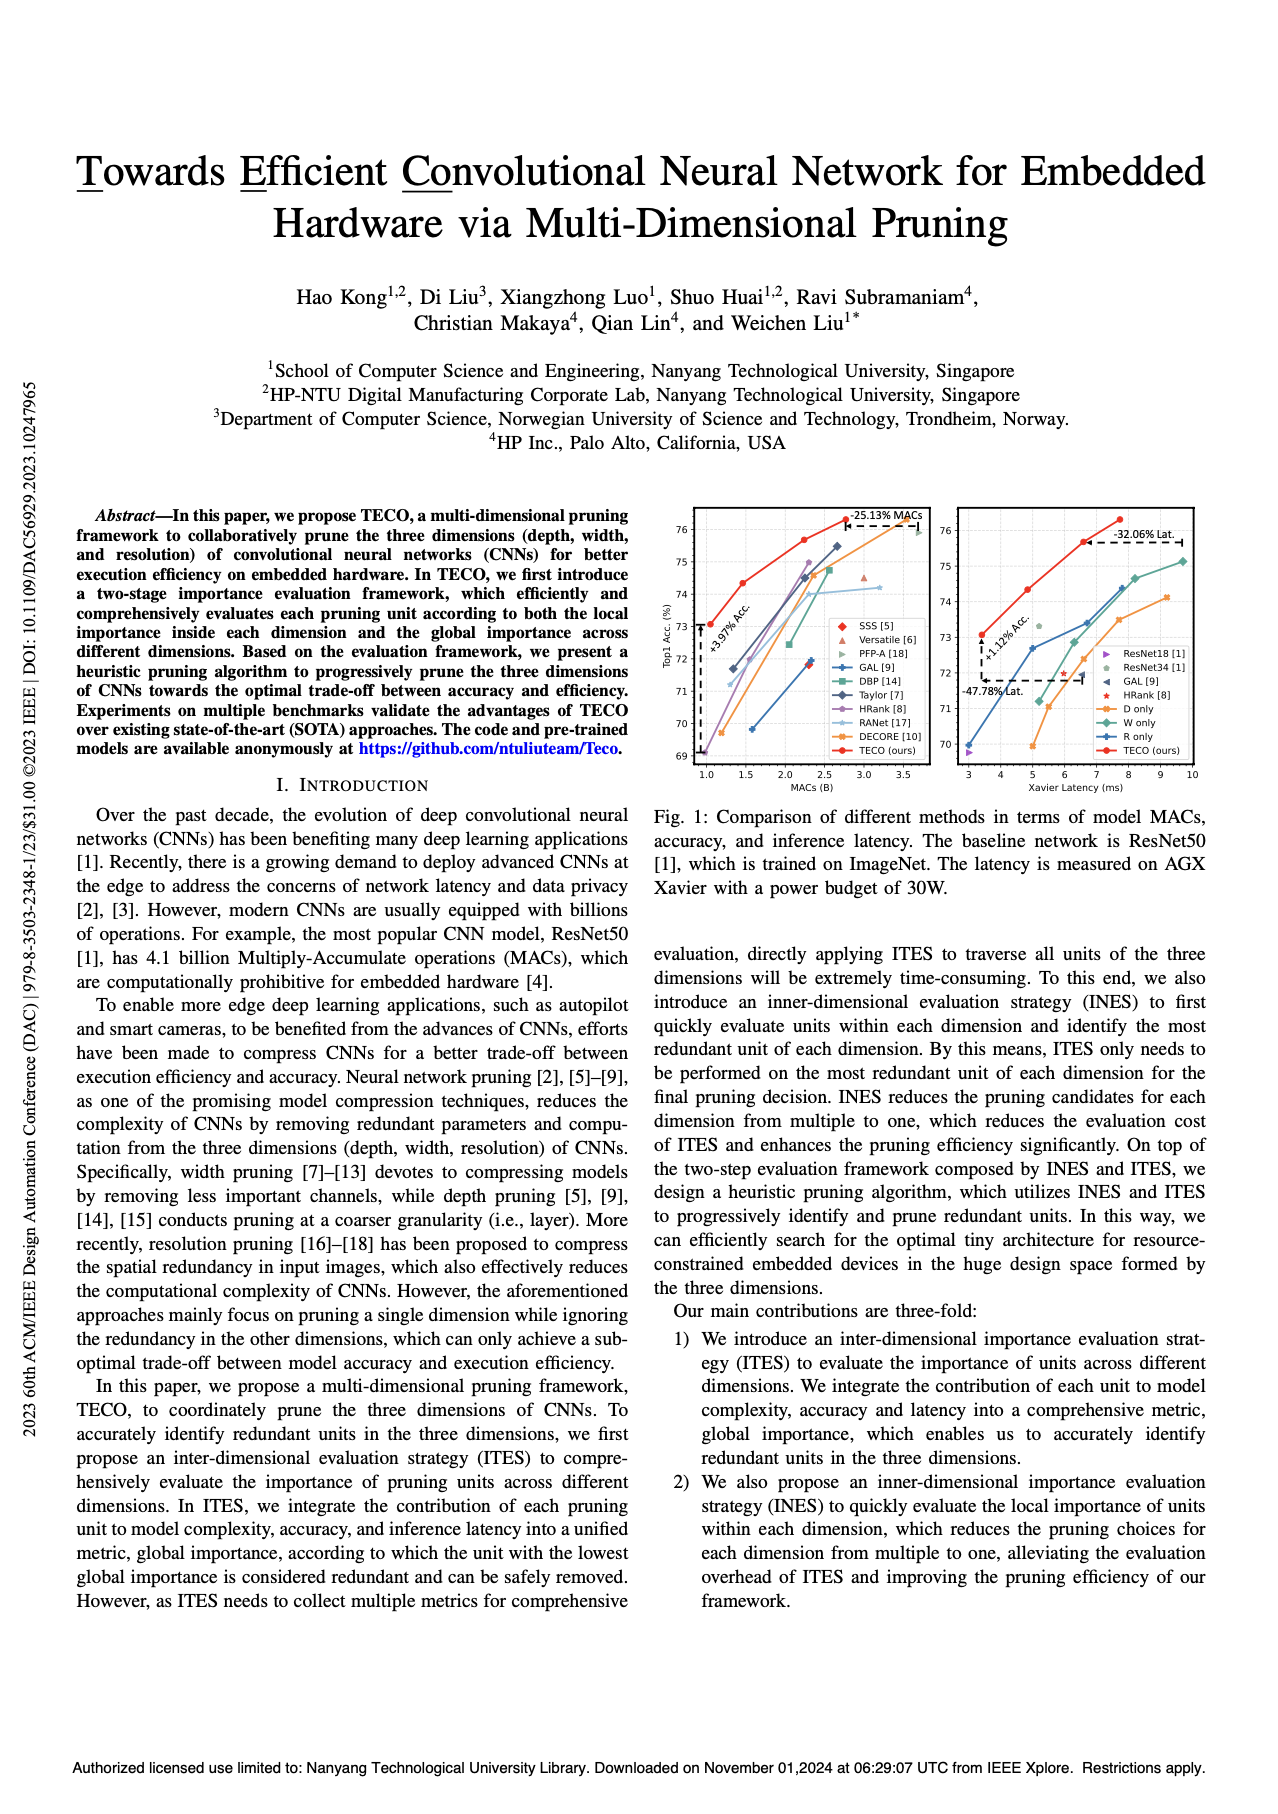 Towards Efficient Convolutional Neural Network for Embedded
Hardware via Multi-Dimensional Pruning
Hao Kong1,2, Di Liu3, Xiangzhong Luo1, Shuo Huai1,2, Ravi Subramaniam4,
Christian Makaya4, Qian Lin4, and Weichen Liu1*
1School of Computer Science and Engineering, Nanyang Technological University, Singapore
2HP-NTU Digital Manufacturing Corporate Lab, Nanyang Technological University, Singapore
3Department of Computer Science, Norwegian University of Science and Technology, Trondheim, Norway.
4HP Inc., Palo Alto, California, USA
2023 60th ACM/IEEE Design Automation Conference (DAC) | 979-8-3503-2348-1/23/$31.00 ©2023 IEEE | DOI: 10.1109/DAC56929.2023.10247965
Abstract—In this paper, we propose TECO, a multi-dimensional pruning
framework to collaboratively prune the three dimensions (depth, width,
and resolution) of convolutional neural networks (CNNs) for better
execution efficiency on embedded hardware. In TECO, we first introduce
a two-stage importance evaluation framework, which efficiently and
comprehensively evaluates each pruning unit according to both the local
importance inside each dimension and the global importance across
different dimensions. Based on the evaluation framework, we present a
heuristic pruning algorithm to progressively prune the three dimensions
of CNNs towards the optimal trade-off between accuracy and efficiency.
Experiments on multiple benchmarks validate the advantages of TECO
over existing state-of-the-art (SOTA) approaches. The code and pre-trained
models are available anonymously at https://github.com/ntuliuteam/Teco.
I. INTRODUCTION
Over the past decade, the evolution of deep convolutional neural
networks (CNNs) has been benefiting many deep learning applications
[1]. Recently, there is a growing demand to deploy advanced CNNs at
the edge to address the concerns of network latency and data privacy
[2], [3]. However, modern CNNs are usually equipped with billions
of operations. For example, the most popular CNN model, ResNet50
[1], has 4.1 billion Multiply-Accumulate operations (MACs), which
are computationally prohibitive for embedded hardware [4].
To enable more edge deep learning applications, such as autopilot
and smart cameras, to be benefited from the advances of CNNs, efforts
have been made to compress CNNs for a better trade-off between
execution efficiency and accuracy. Neural network pruning [2], [5]–[9],
as one of the promising model compression techniques, reduces the
complexity of CNNs by removing redundant parameters and compu-
tation from the three dimensions (depth, width, resolution) of CNNs.
Specifically, width pruning [7]–[13] devotes to compressing models
by removing less important channels, while depth pruning [5], [9],
[14], [15] conducts pruning at a coarser granularity (i.e., layer). More
recently, resolution pruning [16]–[18] has been proposed to compress
the spatial redundancy in input images, which also effectively reduces
the computational complexity of CNNs. However, the aforementioned
approaches mainly focus on pruning a single dimension while ignoring
the redundancy in the other dimensions, which can only achieve a sub-
optimal trade-off between model accuracy and execution efficiency.
In this paper, we propose a multi-dimensional pruning framework,
TECO, to coordinately prune the three dimensions of CNNs. To
accurately identify redundant units in the three dimensions, we first
propose an inter-dimensional evaluation strategy (ITES) to compre-
hensively evaluate the importance of pruning units across different
dimensions. In ITES, we integrate the contribution of each pruning
unit to model complexity, accuracy, and inference latency into a unified
metric, global importance, according to which the unit with the lowest
global importance is considered redundant and can be safely removed.
However, as ITES needs to collect multiple metrics for comprehensive
Top1 Acc. (%)
76
75
74
73
72
71
70
69
1.0 1.5 2.0 2.5 3.0 3.5
MACs (B)
-25.13% MACs
+3.97% Acc.
SSS [5]
Versatile [6]
PFP-A [18]
GAL [9]
DBP [14]
Taylor [7]
HRank [8]
RANet [17]
DECORE [10]
TECO (ours)
76
75
74
73
72
71
70
3 4 5 6 7 8 9 10
Xavier Latency (ms)
-32.06% Lat.
+1.12% Acc.
-47.78% Lat.
ResNet18 [1]
ResNet34 [1]
GAL [9]
HRank [8]
D only
W only
R only
TECO (ours)
Fig. 1: Comparison of different methods in terms of model MACs,
accuracy, and inference latency. The baseline network is ResNet50
[1], which is trained on ImageNet. The latency is measured on AGX
Xavier with a power budget of 30W.
evaluation, directly applying ITES to traverse all units of the three
dimensions will be extremely time-consuming. To this end, we also
introduce an inner-dimensional evaluation strategy (INES) to first
quickly evaluate units within each dimension and identify the most
redundant unit of each dimension. By this means, ITES only needs to
be performed on the most redundant unit of each dimension for the
final pruning decision. INES reduces the pruning candidates for each
dimension from multiple to one, which reduces the evaluation cost
of ITES and enhances the pruning efficiency significantly. On top of
the two-step evaluation framework composed by INES and ITES, we
design a heuristic pruning algorithm, which utilizes INES and ITES
to progressively identify and prune redundant units. In this way, we
can efficiently search for the optimal tiny architecture for resource-
constrained embedded devices in the huge design space formed by
the three dimensions.
Our main contributions are three-fold:
1) We introduce an inter-dimensional importance evaluation strat-
egy (ITES) to evaluate the importance of units across different
dimensions. We integrate the contribution of each unit to model
complexity, accuracy and latency into a comprehensive metric,
global importance, which enables us to accurately identify
redundant units in the three dimensions.
2) We also propose an inner-dimensional importance evaluation
strategy (INES) to quickly evaluate the local importance of units
within each dimension, which reduces the pruning choices for
each dimension from multiple to one, alleviating the evaluation
overhead of ITES and improving the pruning efficiency of our
framework.
Authorized licensed use limited to: Nanyang Technological University Library. Downloaded on November 01,2024 at 06:29:07 UTC from IEEE Xplore. Restrictions apply.